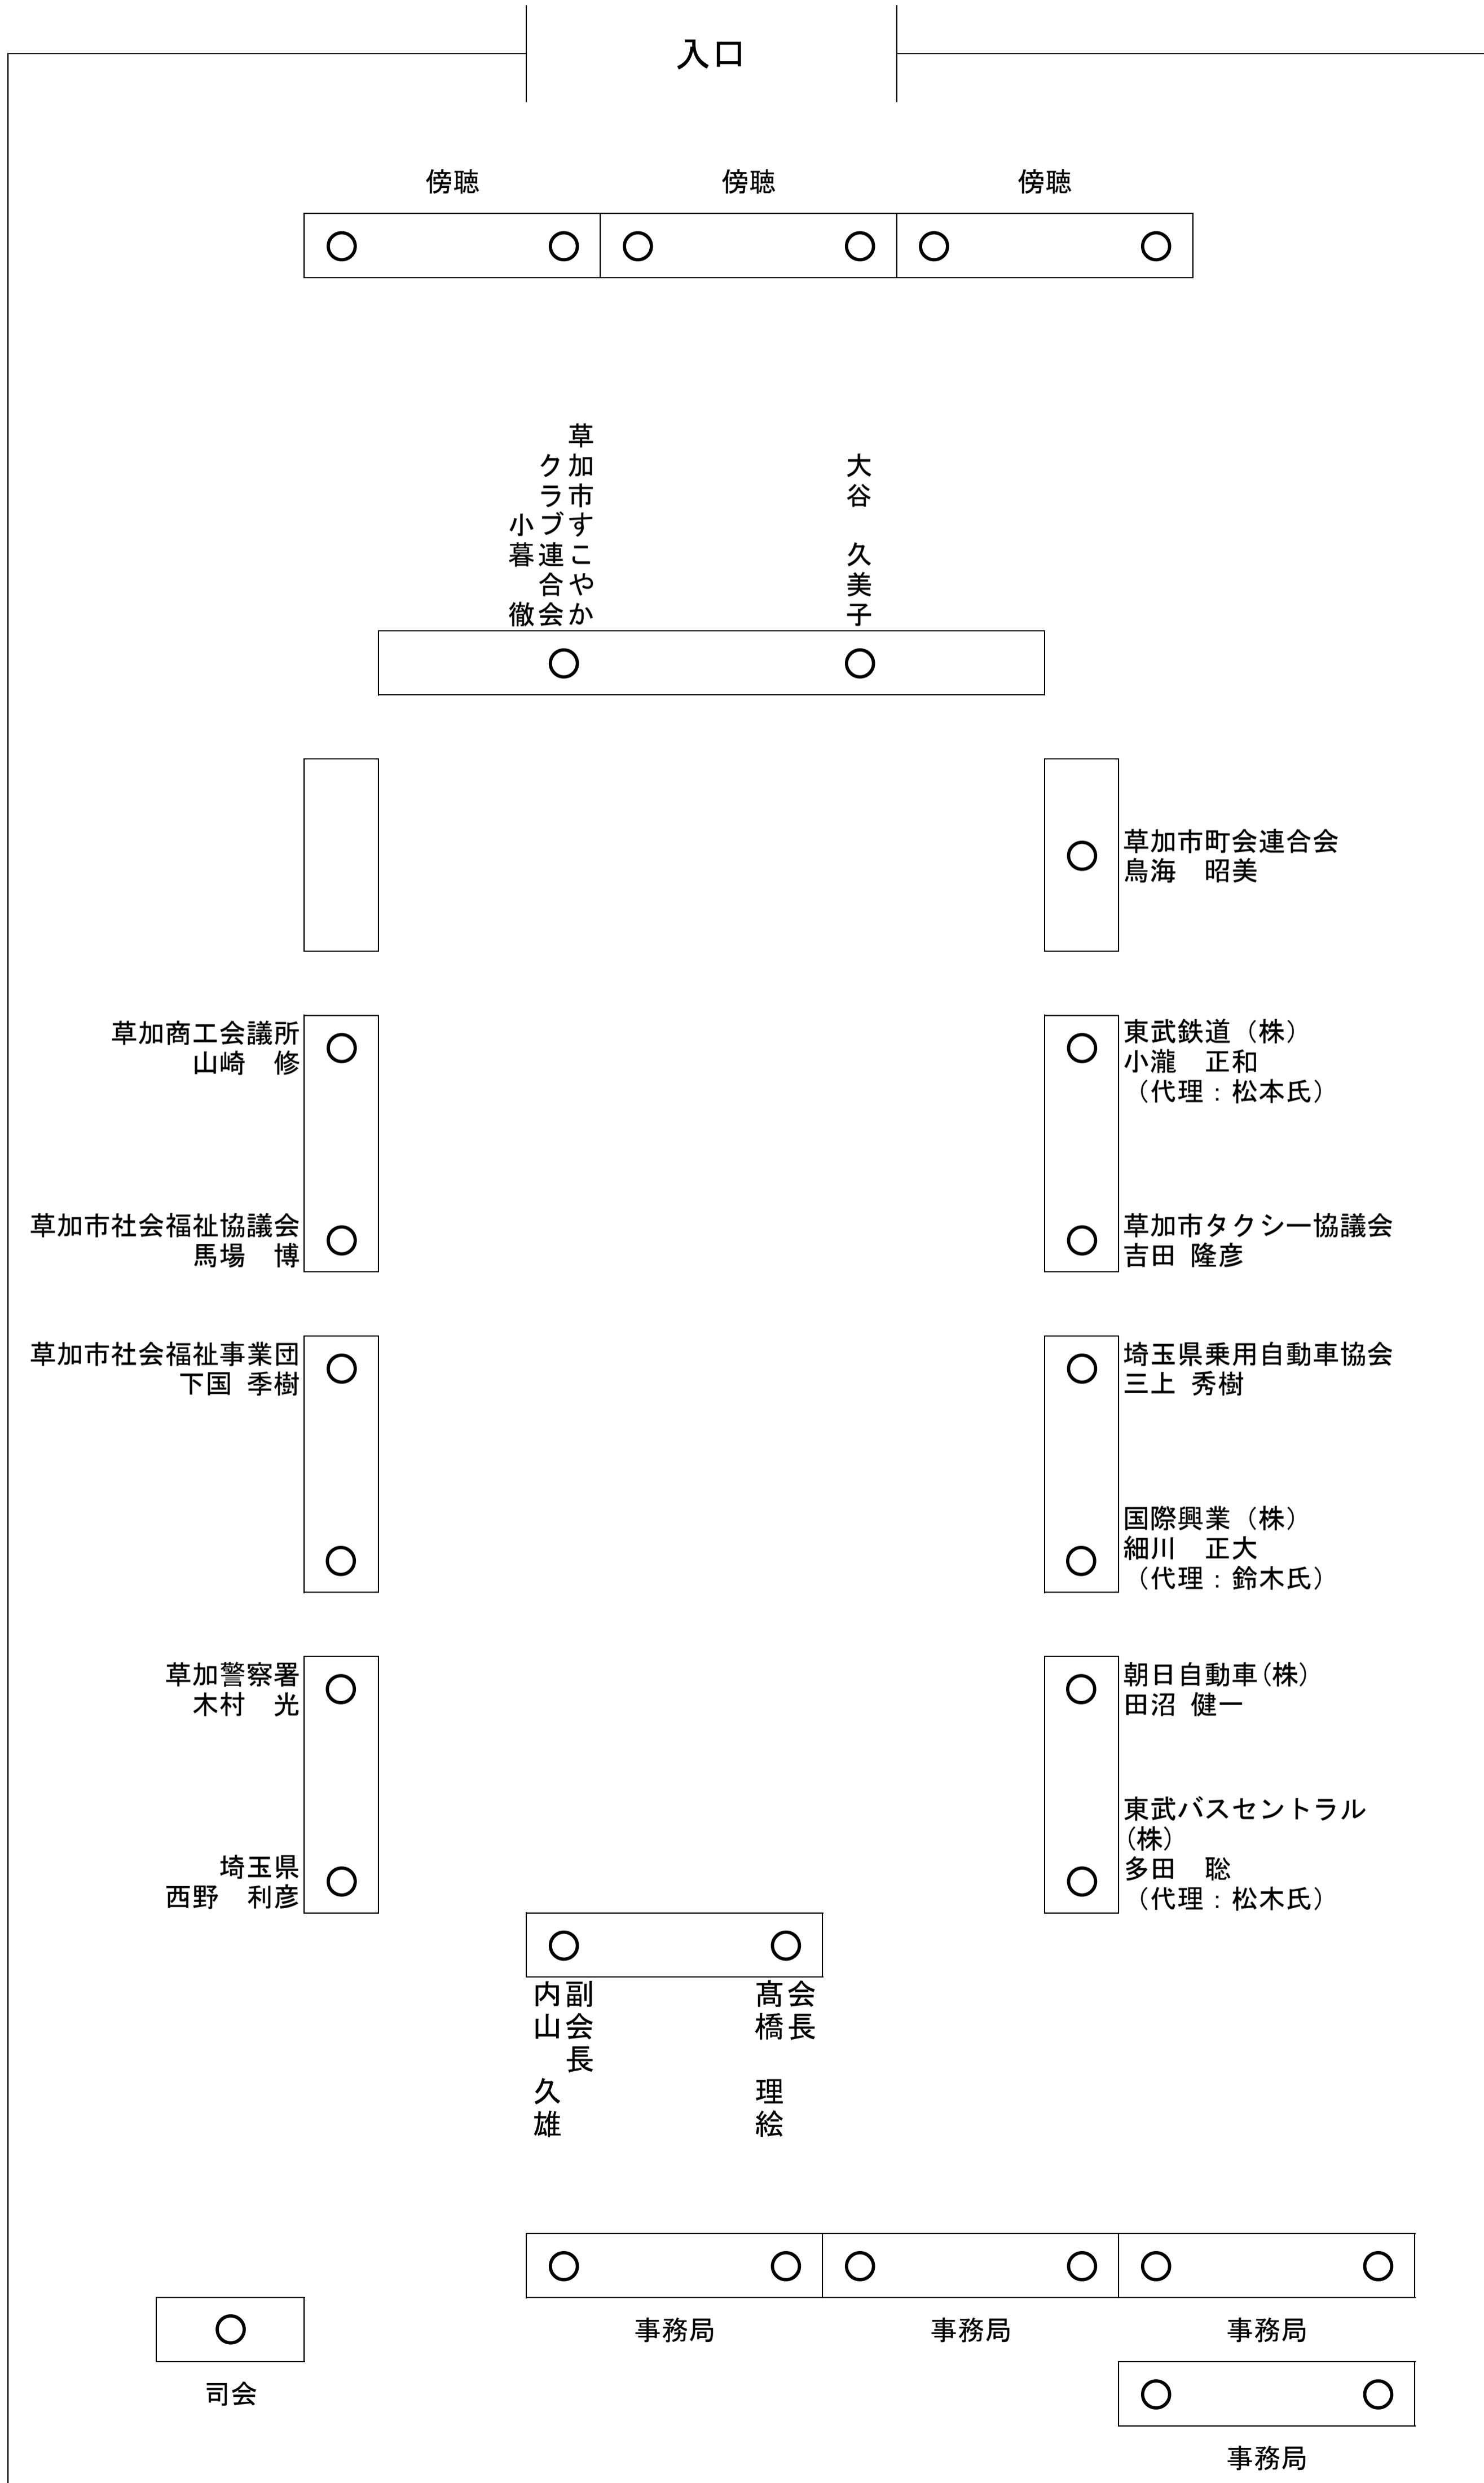 入口
傍聴
傍聴
傍聴
草加市すこやか
クラブ連合会
小暮　徹
大谷　久美子
草加市町会連合会
鳥海　昭美
草加商工会議所
山崎　修
東武鉄道（株）
小瀧　正和
（代理：松本氏）
草加市社会福祉協議会
馬場　博
草加市タクシー協議会
吉田 隆彦
草加市社会福祉事業団
下国 季樹
埼玉県乗用自動車協会
三上 秀樹
国際興業（株）
細川　正大
（代理：鈴木氏）
草加警察署
木村　光
朝日自動車(株)
田沼 健一
埼玉県
西野　利彦
東武バスセントラル
(株)
多田　聡
（代理：松木氏）
副会長
内山　久雄
会長
髙橋　理絵
事務局
事務局
事務局
司会
事務局